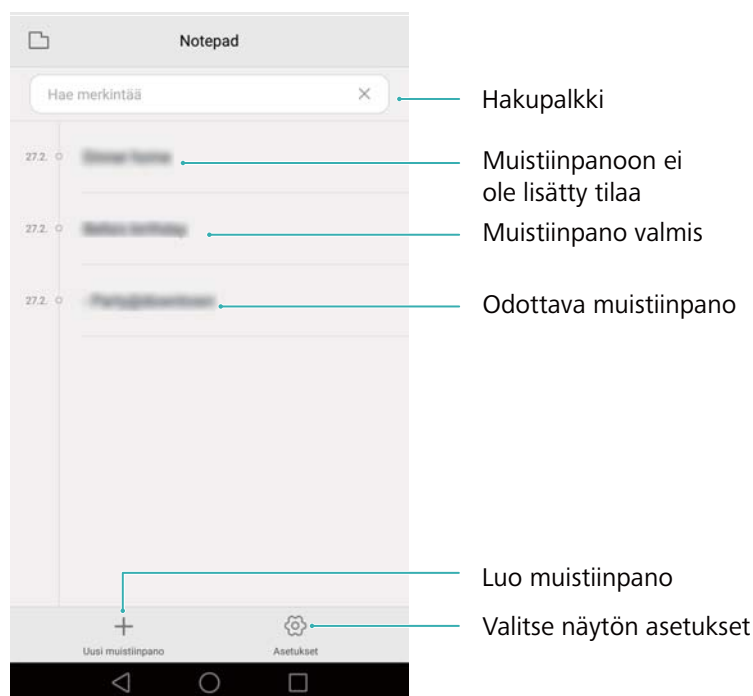 Notepad
Hae merkintää
Hakupalkki
27.2.
Muistiinpanoon ei
ole lisätty tilaa
27.2.
Muistiinpano valmis
27.2.
Odottava muistiinpano
Luo muistiinpano
Uusi muistiinpano
Asetukset
Valitse näytön asetukset